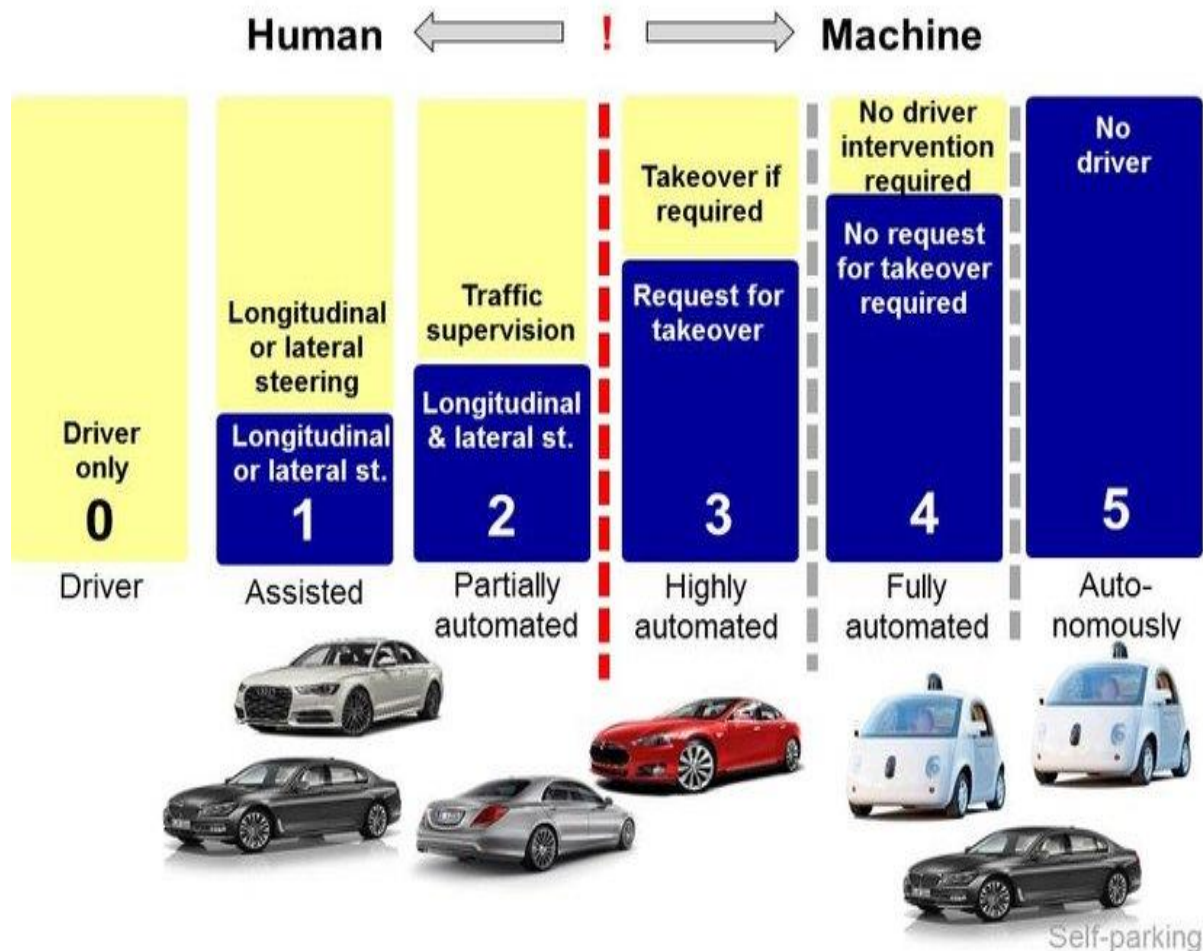 Human ! Machine
Driver
only
0
Driver
Longitudinal
or lateral
steering
Longitudinal
or lateral st.
1
Assisted
Traffic
supervision
Longitudinal
& lateral st.
2
Partially
automated
Takeover if
required
Request for
takeover
3
Highly
automated
No driver
intervention
required
No request
for takeover
required
4
Fully
automated
No
driver
5
Auto-
nomously
Self-parking